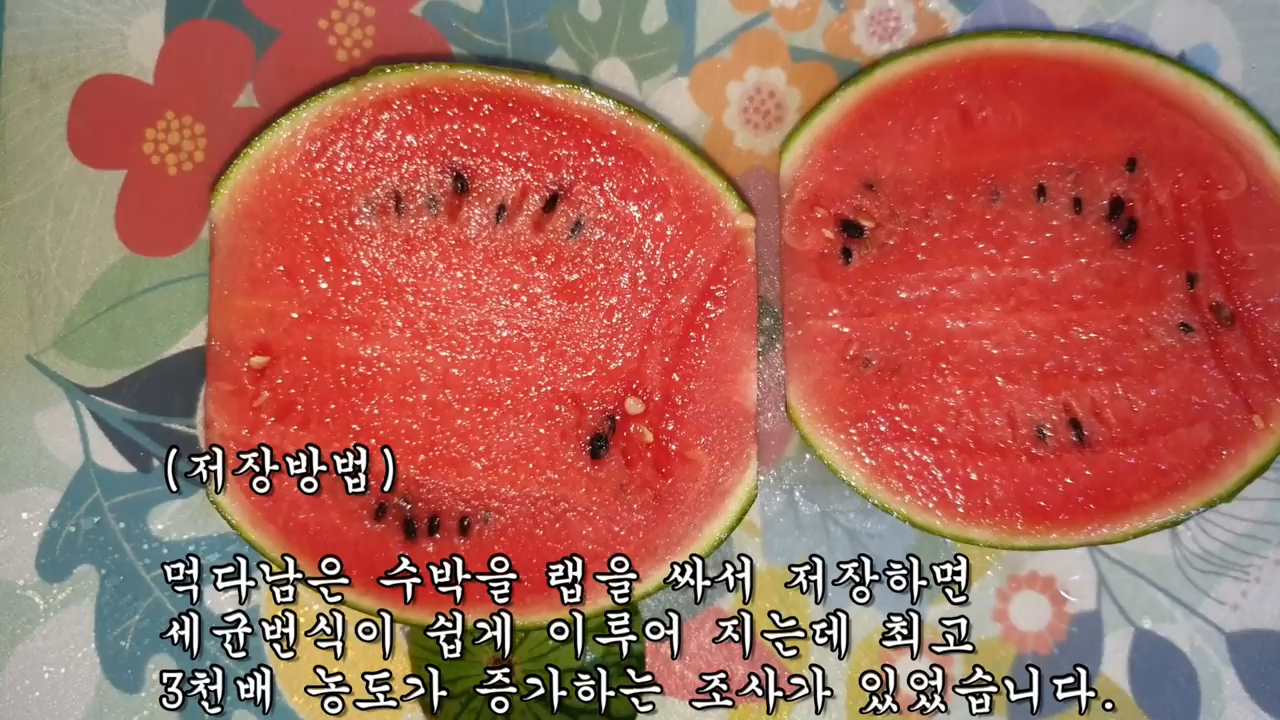 (저장방법)
먹다남은 수박을 랩을 싸서 저장하면
세균번식이 쉽게 이루어 지는데 최고
3천배 농도가 증가하는 조사가 있었습니다.